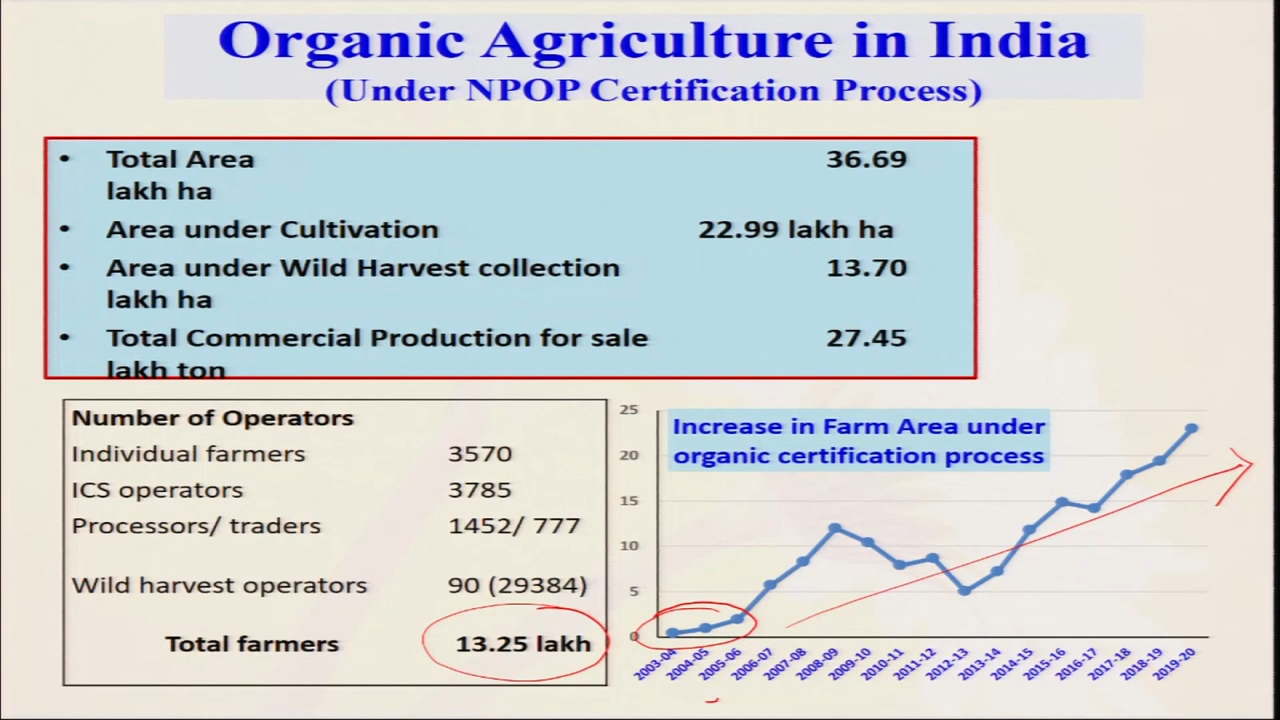 Organic Agriculture in India
(Under NPOP Certification Process)
• Total Area 36.69
lakh ha
• Area under Cultivation 22.99 lakh ha
• Area under Wild Harvest collection 13.70
lakh ha
• Total Commercial Production for sale 27.45
lakh ton
Number of Operators
Individual farmers 3570
ICS operators 3785
Processors/ traders 1452/ 777
Wild harvest operators 90 (29384)
Total farmers 13.25 lakh
Increase in Farm Area under
organic certification process
25
20
15
10
5
0
2003-04
2004-05
2005-06
2006-07
2007-08
2008-09
2009-10
2010-11
2011-12
2012-13
2013-14
2014-15
2015-16
2016-17
2017-18
2018-19
2019-20